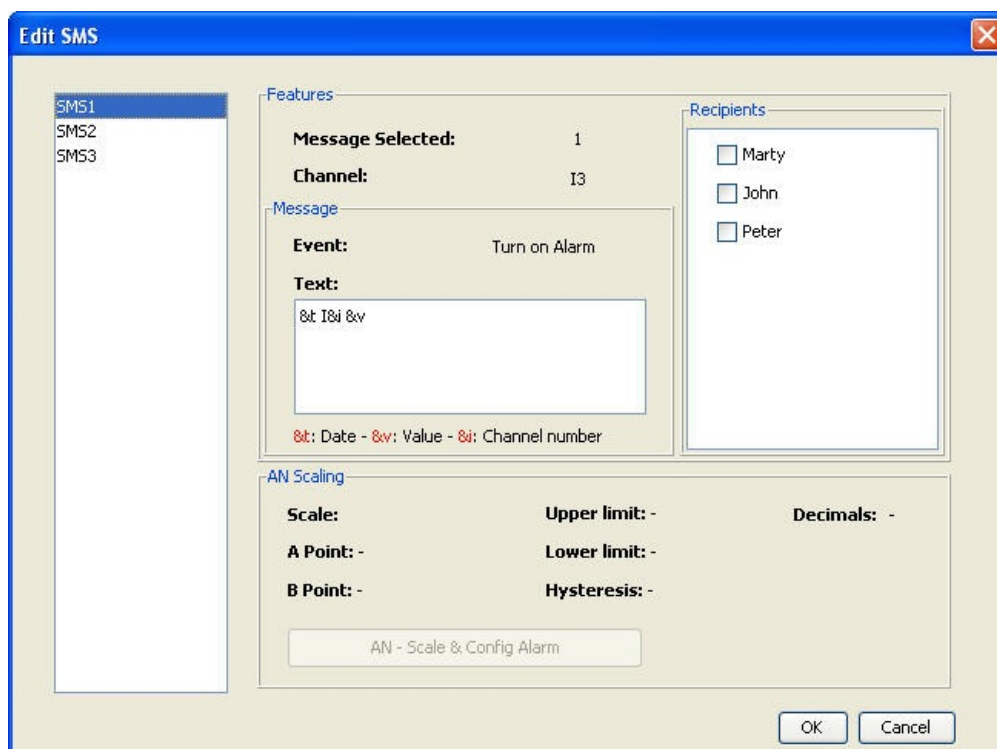 Edit SMS
SMS1
SMS2
SMS3
Features
Message Selected: 1
Channel: I3
Message
Event: Turn on Alarm
Text:
&t I&i &v
&t: Date - &v: Value - &i: Channel number
Recipients
Marty
John
Peter
AN Scaling
Scale: Upper limit: - Decimals: -
A Point: - Lower limit: -
B Point: - Hysteresis: -
AN - Scale & Config Alarm
OK Cancel